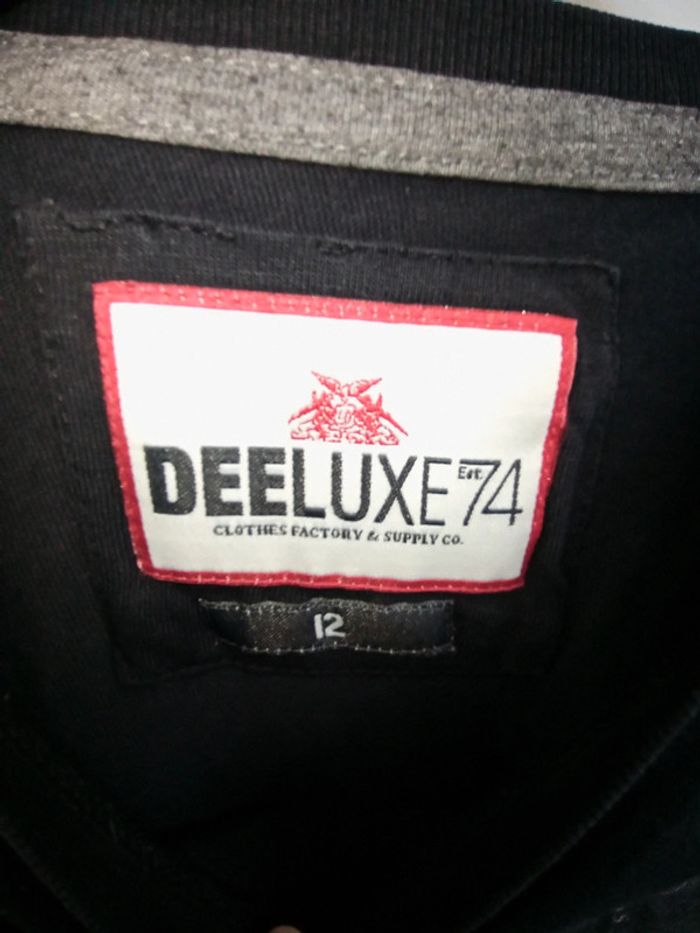 DEELUXE Est. 74
CLOTHES FACTORY & SUPPLY CO.
12